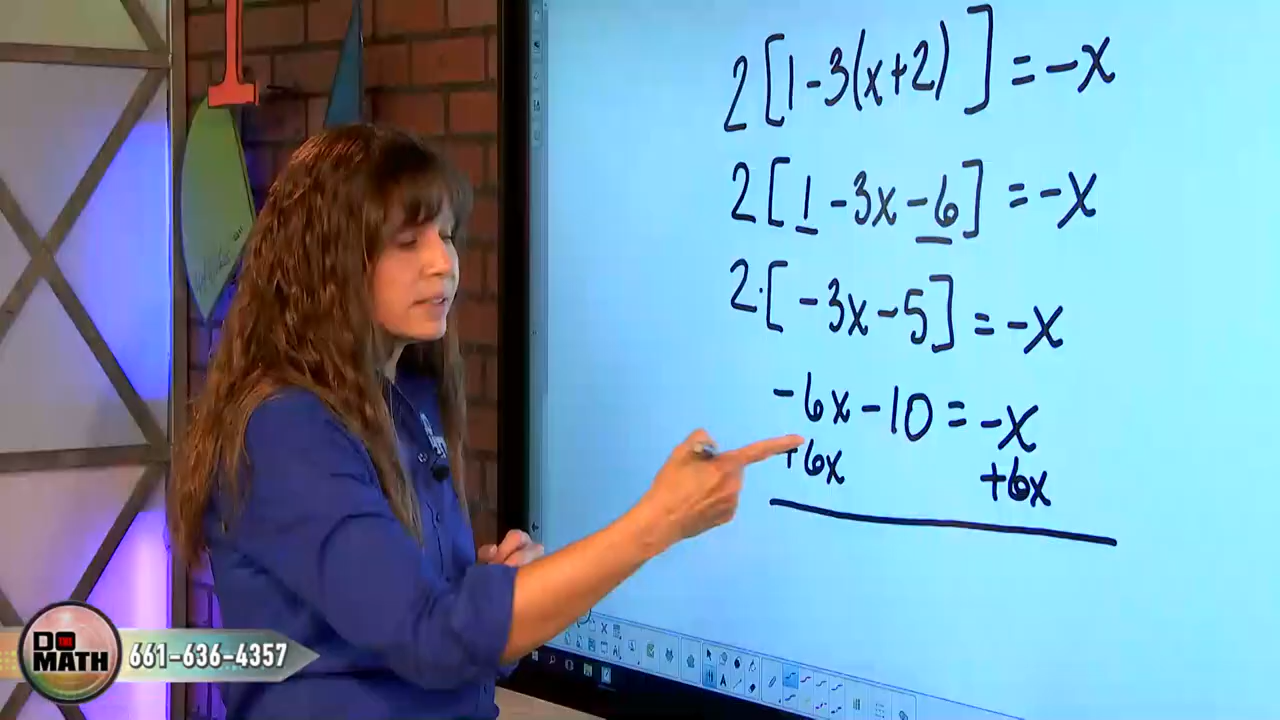 2[1-3(x+2)]=-x
2[1-3x-6]=-x
2·[-3x-5]=-x
-6x-10=-x
+6x +6x
DO THE MATH
661-636-4357